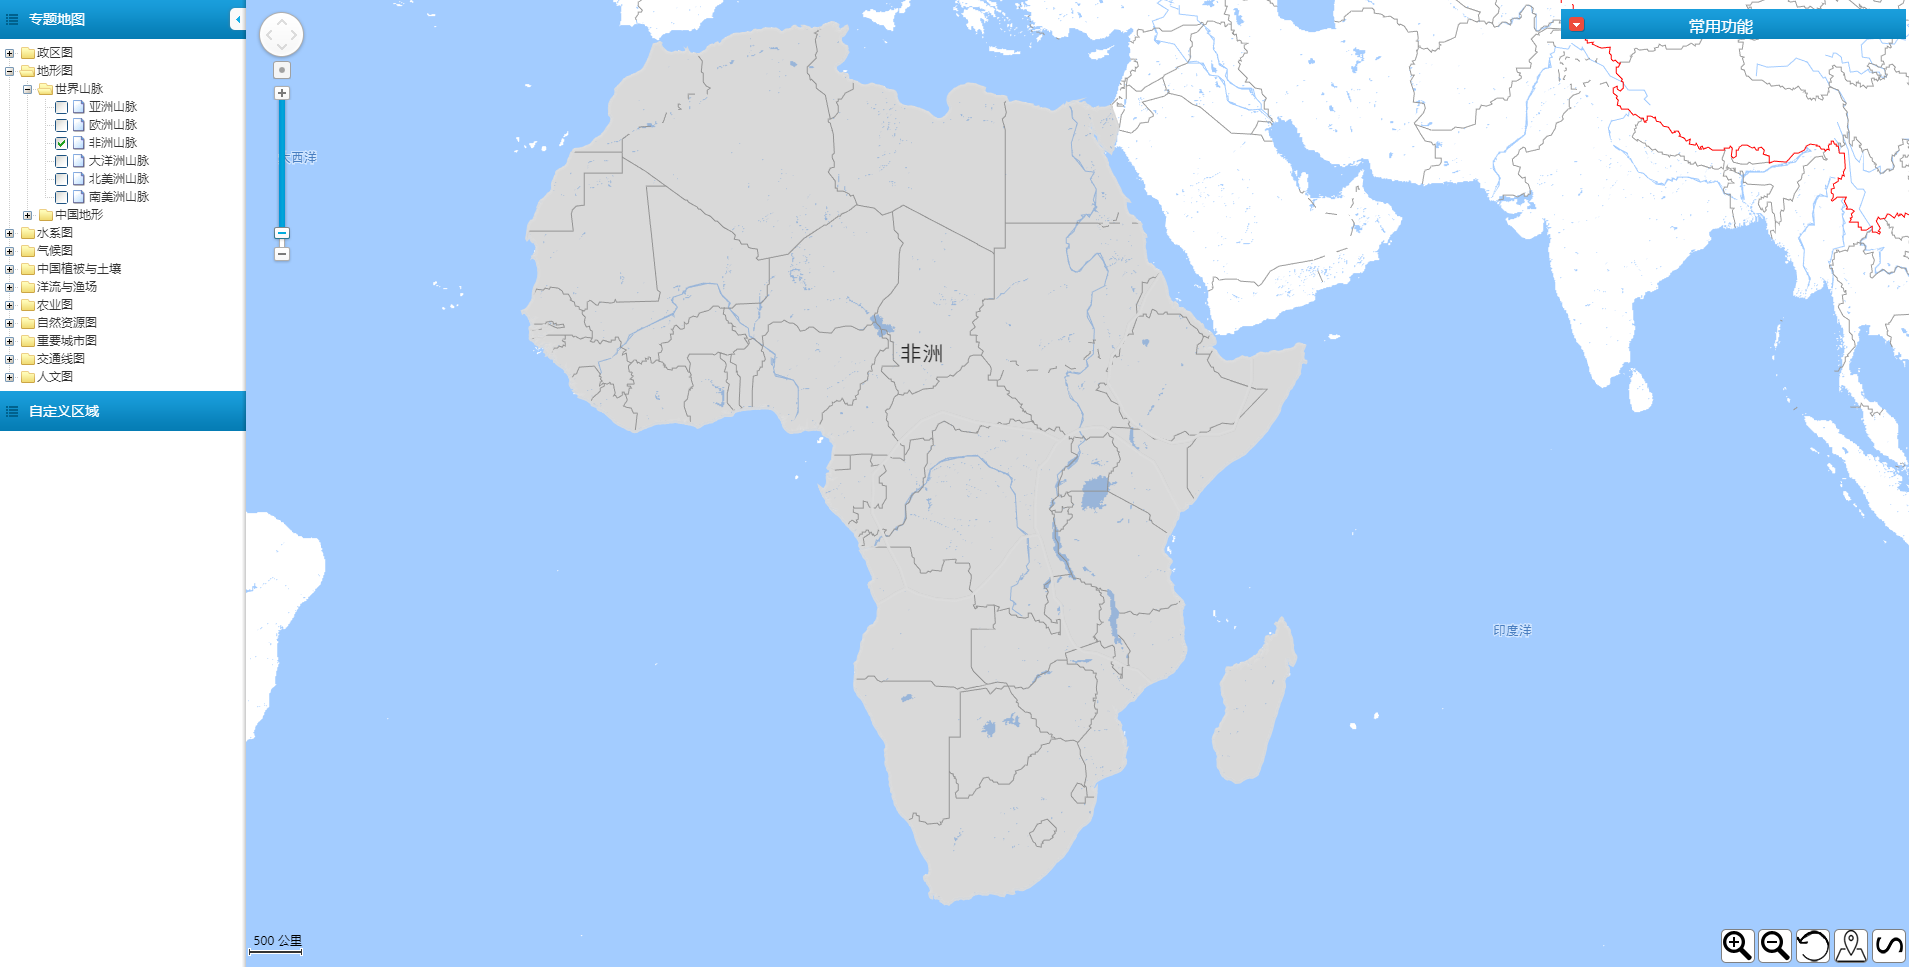 专题地图
政区图
地形图
世界山脉
亚洲山脉
欧洲山脉
非洲山脉
大洋洲山脉
北美洲山脉
南美洲山脉
中国地形
水系图
气候图
中国植被与土壤
洋流与渔场
农业图
自然资源图
重要城市图
交通线图
人文图
自定义区域
常用功能
大西洋
非洲
印度洋
500 公里